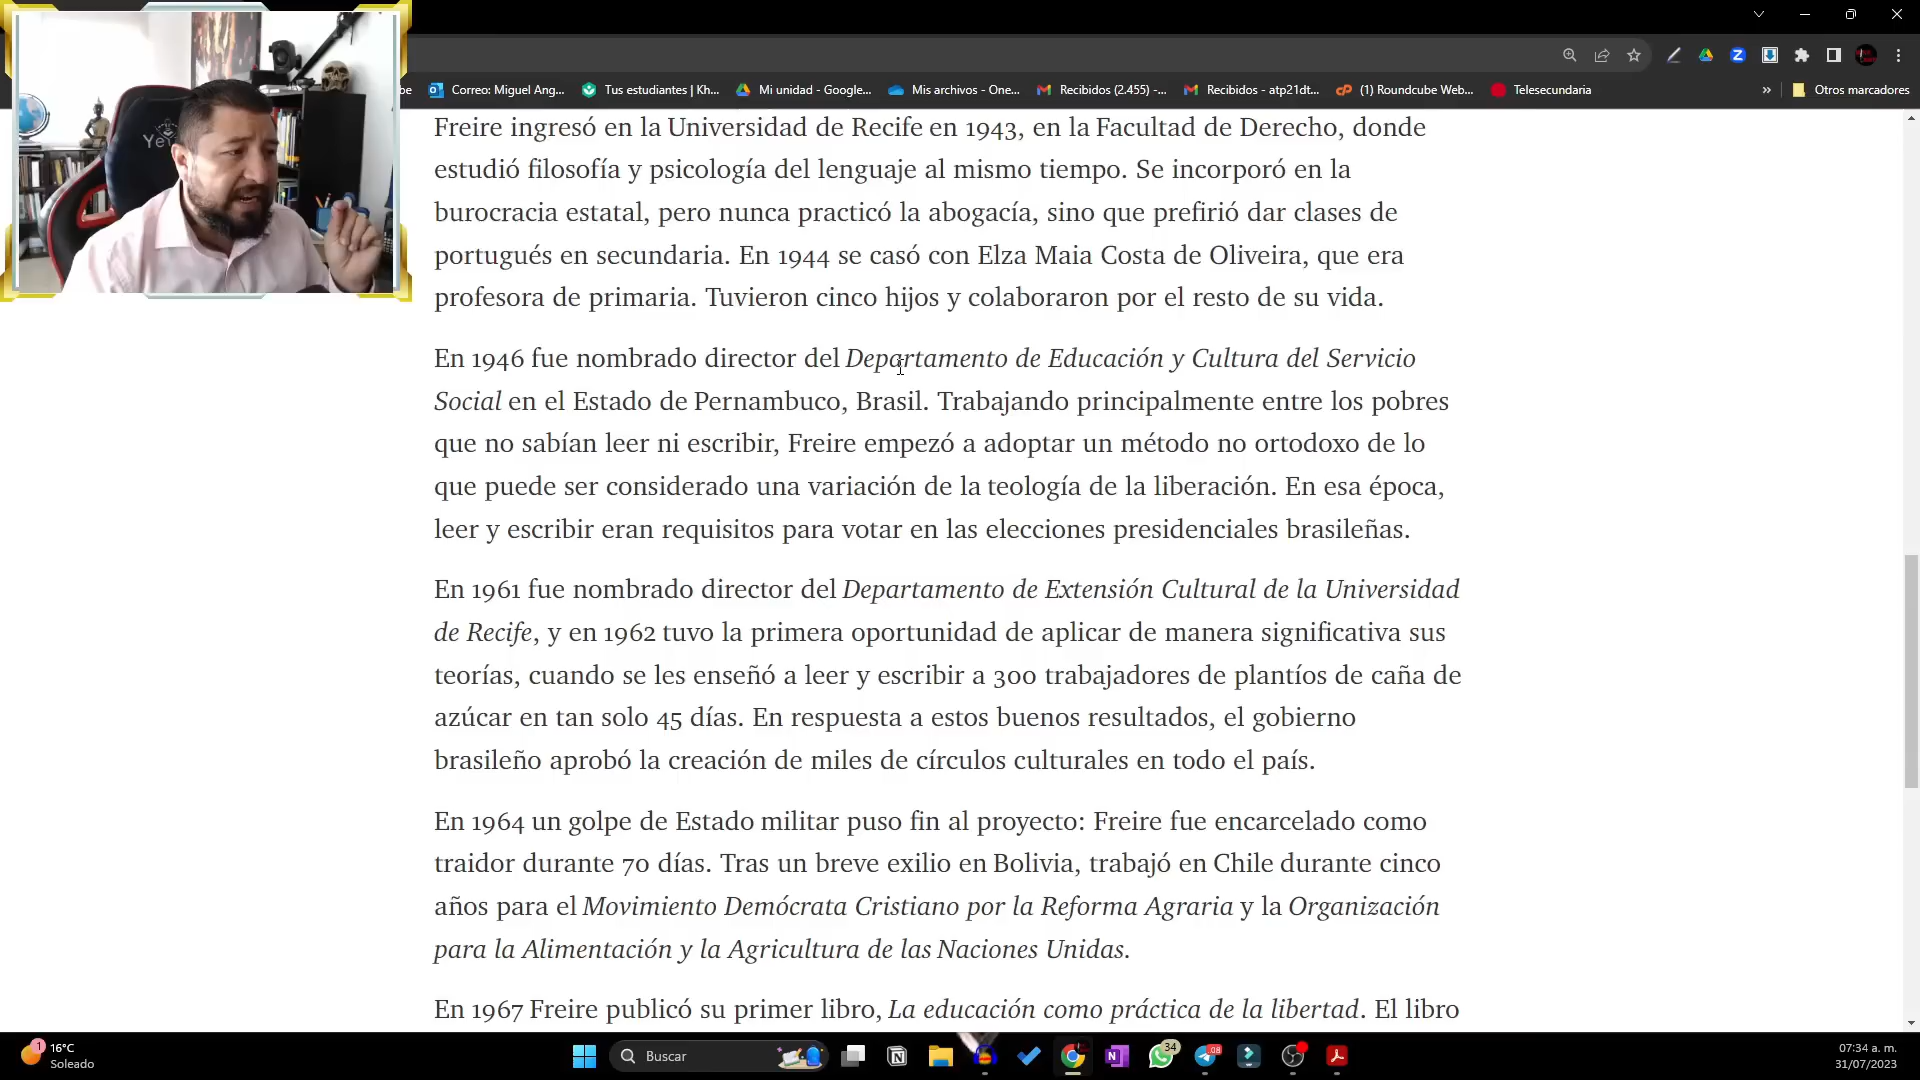 be
Correo: Miguel Ang...
Tus estudiantes | Kh...
Mi unidad - Google...
Mis archivos - One...
Recibidos (2.455) -...
Recibidos - atp21dt...
(1) Roundcube Web...
Telesecundaria
»
Otros marcadores
Freire ingresó en la Universidad de Recife en 1943, en la Facultad de Derecho, donde
estudió filosofía y psicología del lenguaje al mismo tiempo. Se incorporó en la
burocracia estatal, pero nunca practicó la abogacía, sino que prefirió dar clases de
portugués en secundaria. En 1944 se casó con Elza Maia Costa de Oliveira, que era
profesora de primaria. Tuvieron cinco hijos y colaboraron por el resto de su vida.
En 1946 fue nombrado director del Departamento de Educación y Cultura del Servicio
Social en el Estado de Pernambuco, Brasil. Trabajando principalmente entre los pobres
que no sabían leer ni escribir, Freire empezó a adoptar un método no ortodoxo de lo
que puede ser considerado una variación de la teología de la liberación. En esa época,
leer y escribir eran requisitos para votar en las elecciones presidenciales brasileñas.
En 1961 fue nombrado director del Departamento de Extensión Cultural de la Universidad
de Recife, y en 1962 tuvo la primera oportunidad de aplicar de manera significativa sus
teorías, cuando se les enseñó a leer y escribir a 300 trabajadores de plantíos de caña de
azúcar en tan solo 45 días. En respuesta a estos buenos resultados, el gobierno
brasileño aprobó la creación de miles de círculos culturales en todo el país.
En 1964 un golpe de Estado militar puso fin al proyecto: Freire fue encarcelado como
traidor durante 70 días. Tras un breve exilio en Bolivia, trabajó en Chile durante cinco
años para el Movimiento Demócrata Cristiano por la Reforma Agraria y la Organización
para la Alimentación y la Agricultura de las Naciones Unidas.
En 1967 Freire publicó su primer libro, La educación como práctica de la libertad. El libro
1
16°C
Soleado
Buscar
34
07:34 a. m.
31/07/2023